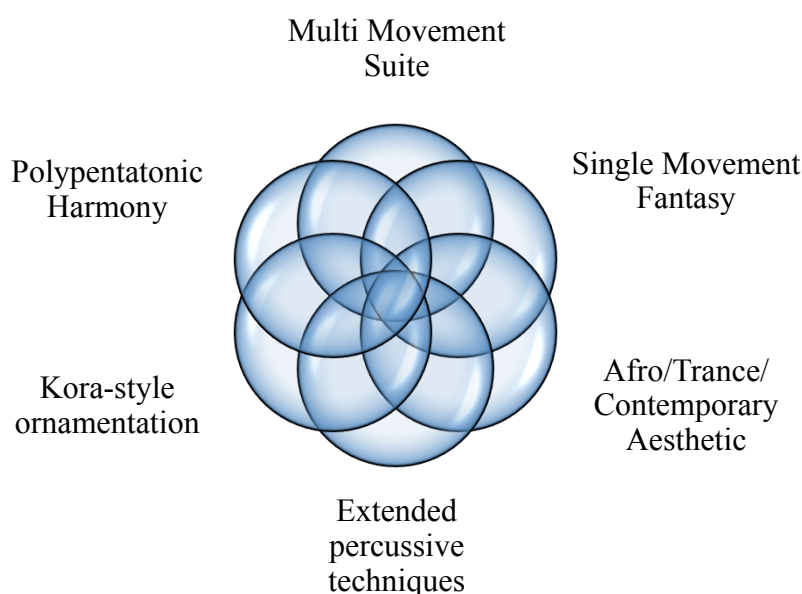 Multi Movement
Suite
Single Movement
Fantasy
Afro/Trance/
Contemporary
Aesthetic
Extended
percussive
techniques
Kora-style
ornamentation
Polypentatonic
Harmony